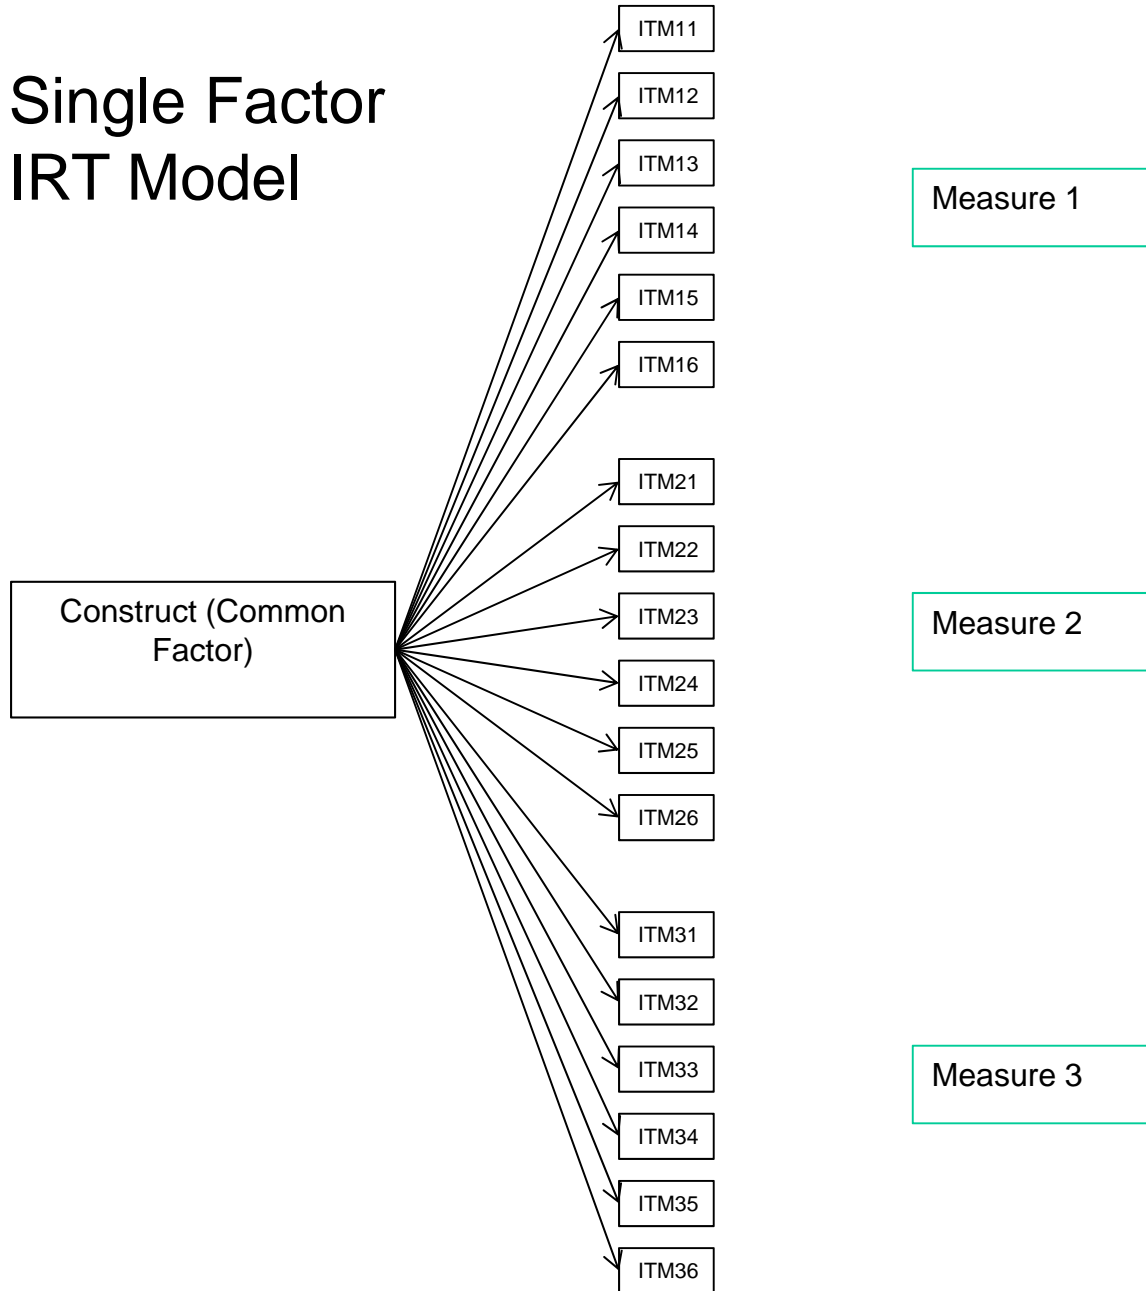 Single Factor
IRT Model
ITM11
ITM12
ITM13
ITM14
ITM15
ITM16
Measure 1
ITM21
ITM22
ITM23
ITM24
ITM25
ITM26
Construct (Common
Factor)
Measure 2
ITM31
ITM32
ITM33
ITM34
ITM35
ITM36
Measure 3